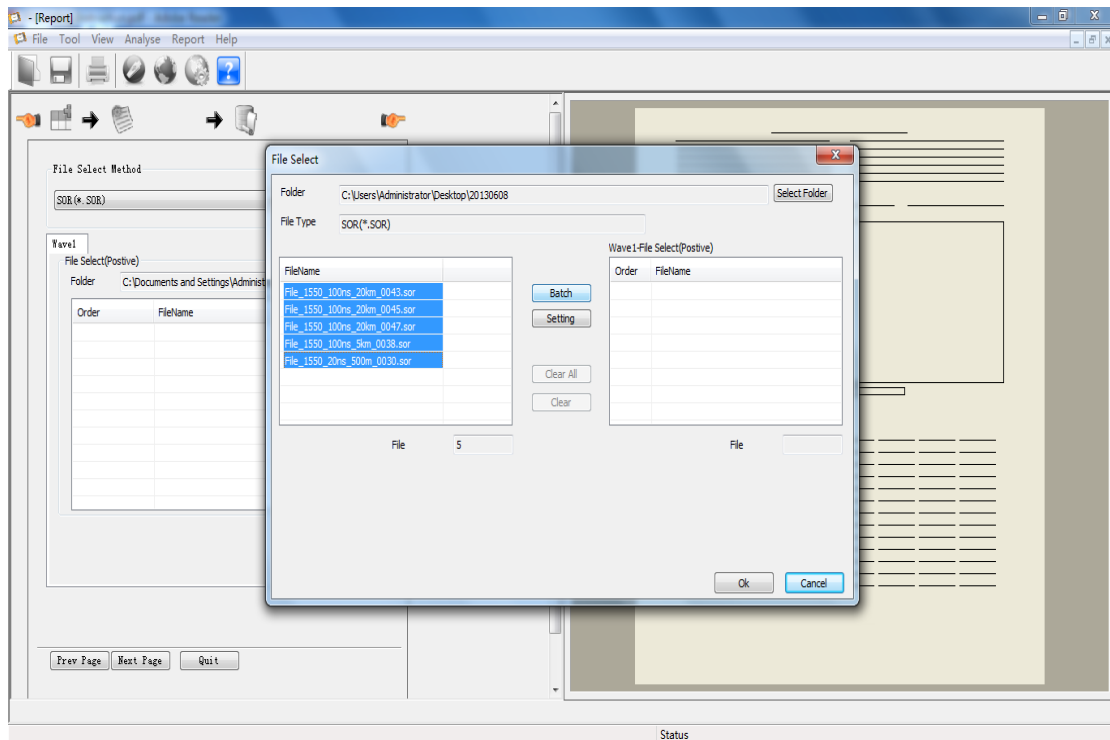 - [Report]
File Tool View Analyse Report Help
File Select Method
SOR(*.SOR)
Wave1
File Select(Postive)
Folder C:\Documents and Settings\Administ
Order FileName
Prev Page Next Page Quit
File Select
Folder C:\Users\Administrator\Desktop\20130608 Select Folder
File Type SOR(*.SOR)
Wave1-File Select(Postive)
FileName
File_1550_100ns_20km_0043.sor
File_1550_100ns_20km_0045.sor
File_1550_100ns_20km_0047.sor
File_1550_100ns_5km_0038.sor
File_1550_20ns_500m_0030.sor
Batch
Setting
Clear All
Clear
Order FileName
File 5
File
Ok Cancel
Status